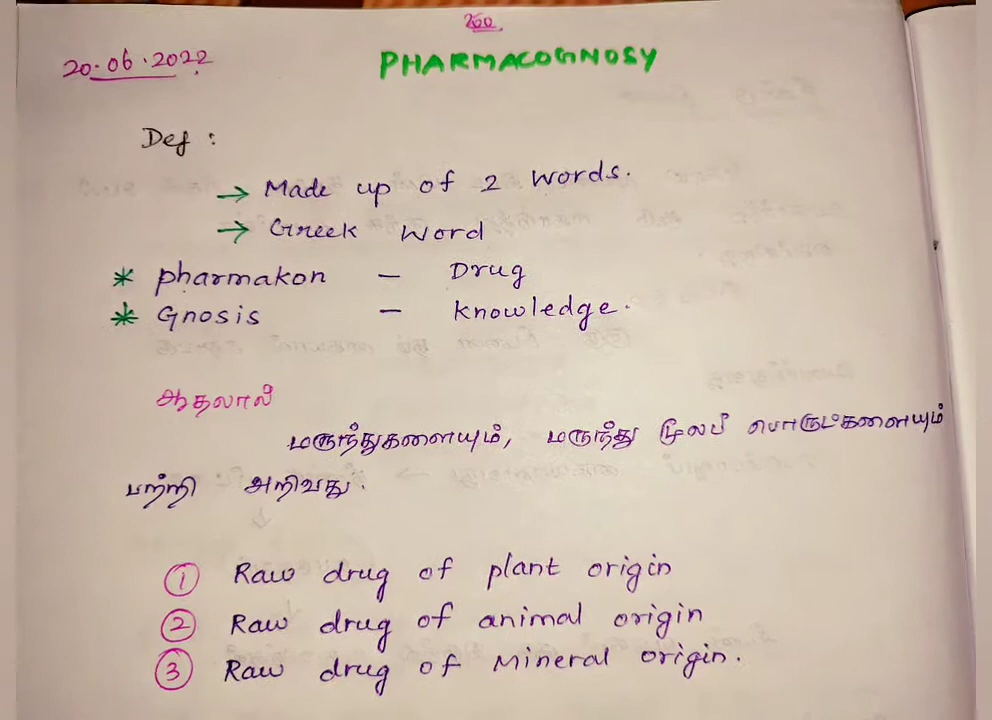 260
20.06.2022
PHARMACOGNOSY
Def :
→ Made up of 2 words.
→ Greek word
* pharmakon — Drug
* Gnosis — knowledge.
ஆதலால்
மருந்துகளையும், மருந்து மூலப் பொருட்களையும்
பற்றி அறிவது.
① Raw drug of plant origin
② Raw drug of animal origin
③ Raw drug of Mineral origin.